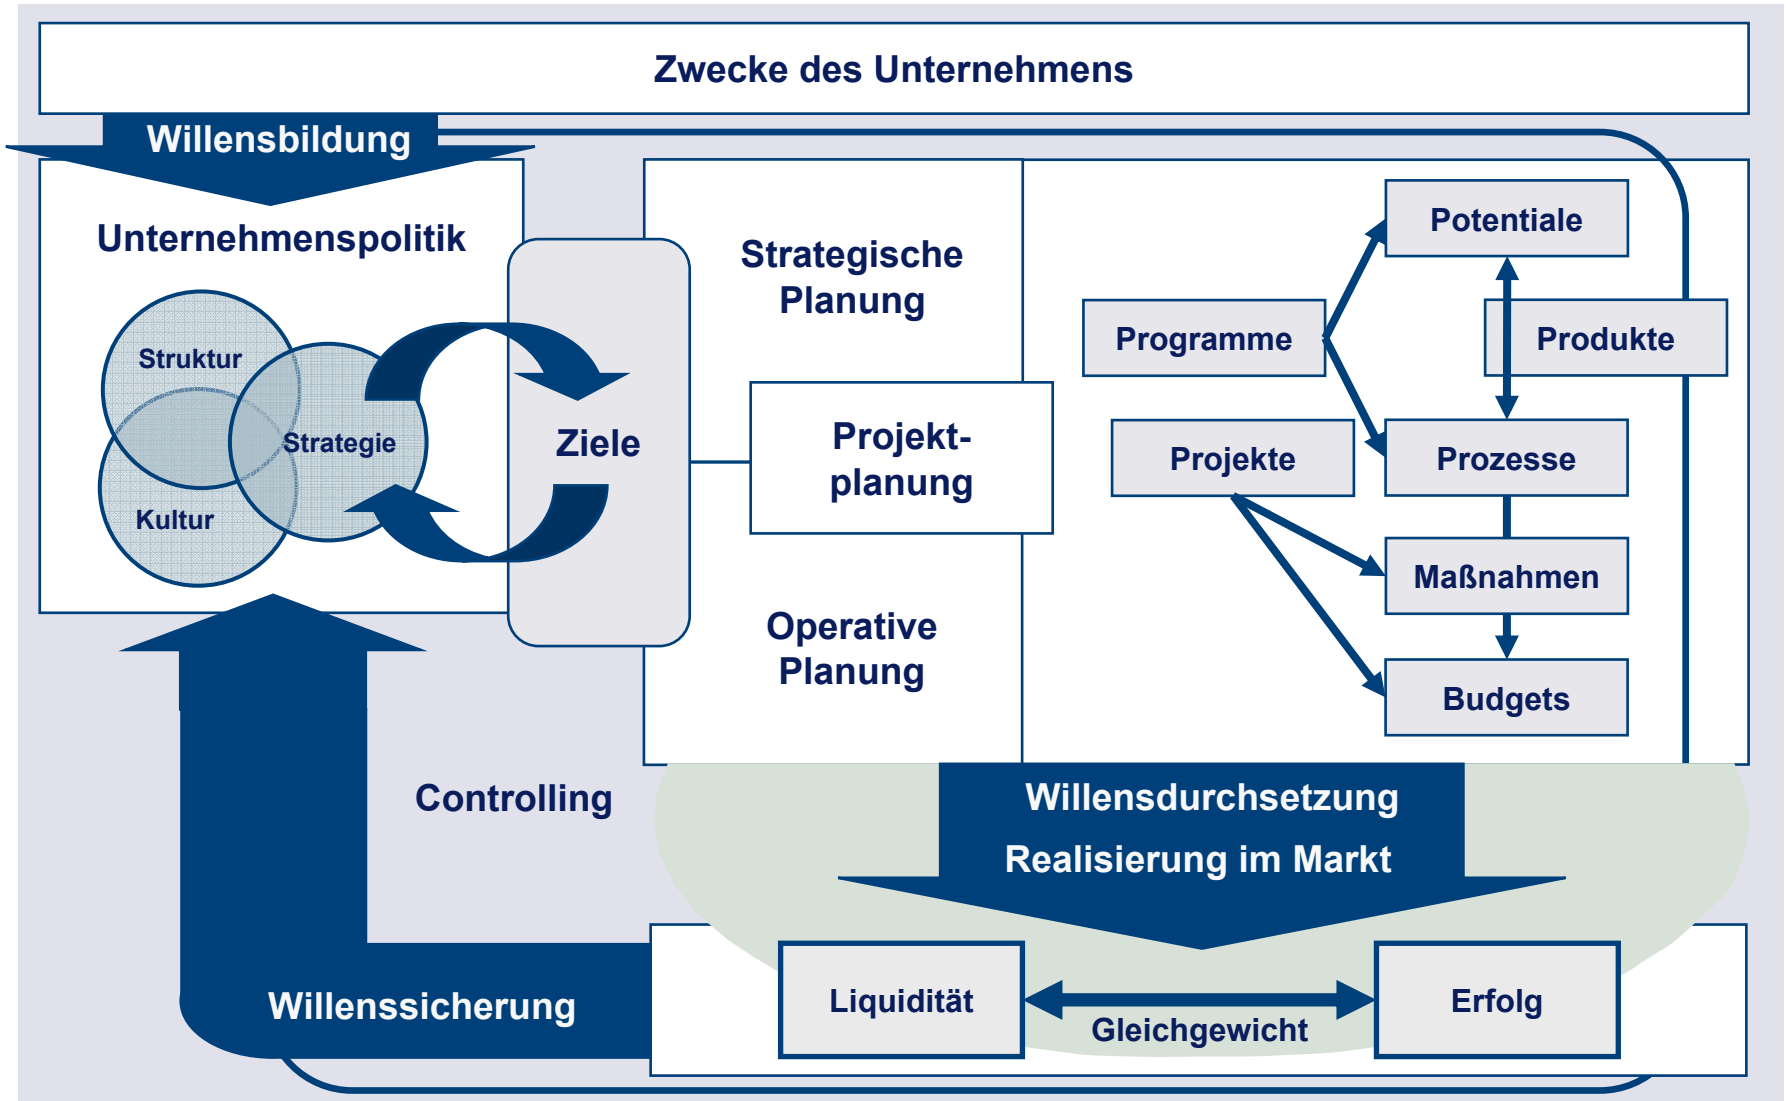 Zwecke des Unternehmens
Willensbildung
Unternehmenspolitik
Struktur
Strategie
Kultur
Ziele
Strategische
Planung
Projekt-
planung
Operative
Planung
Potentiale
Programme
Produkte
Projekte
Prozesse
Maßnahmen
Budgets
Controlling
Willensdurchsetzung
Realisierung im Markt
Willenssicherung
Liquidität
Gleichgewicht
Erfolg